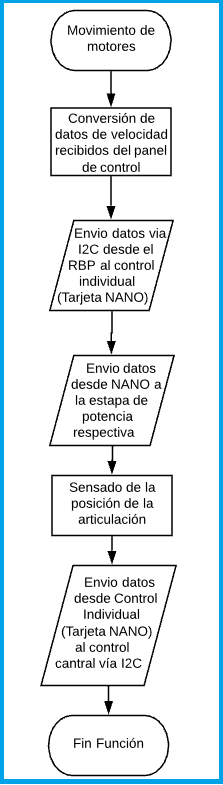 Movimiento de
motores
Conversión de
datos de velocidad
recibidos del panel
de control
Envio datos via
I2C desde el
RBP al control
individual
(Tarjeta NANO)
Envio datos
desde NANO a
la estapa de
potencia
respectiva
Sensado de la
posición de la
articulación
Envio datos
desde Control
Individual
(Tarjeta NANO)
al control
cantral vía I2C
Fin Función